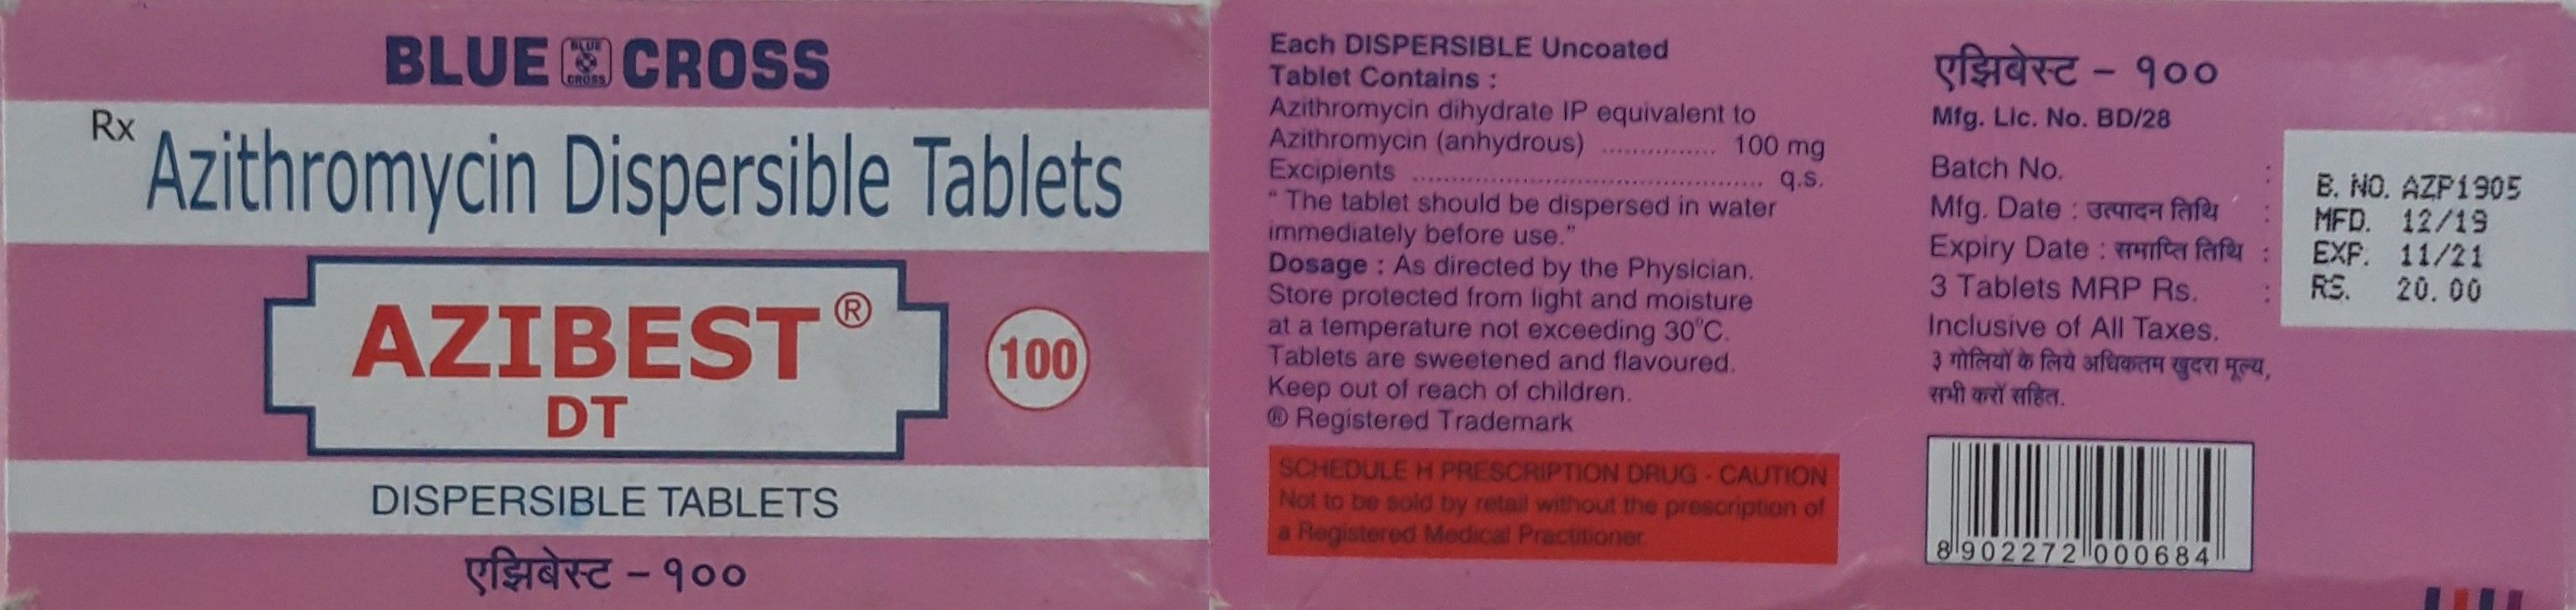 BLUE BLUE CROSS CROSS
Rx Azithromycin Dispersible Tablets
AZIBEST®
DT
100
DISPERSIBLE TABLETS
एझिबेस्ट – १००
Each DISPERSIBLE Uncoated
Tablet Contains :
Azithromycin dihydrate IP equivalent to
Azithromycin (anhydrous) ............... 100 mg
Excipients ............................................. q.s.
“ The tablet should be dispersed in water
immediately before use.”
Dosage : As directed by the Physician.
Store protected from light and moisture
at a temperature not exceeding 30°C.
Tablets are sweetened and flavoured.
Keep out of reach of children.
® Registered Trademark
SCHEDULE H PRESCRIPTION DRUG - CAUTION
Not to be sold by retail without the prescription of
a Registered Medical Practitioner.
एझिबेस्ट – १००
Mfg. Lic. No. BD/28
Batch No. :
Mfg. Date : उत्पादन तिथि :
Expiry Date : समाप्ति तिथि :
3 Tablets MRP Rs. :
Inclusive of All Taxes.
३ गोलियों के लिये अधिकतम खुदरा मूल्य,
सभी करों सहित.
B. NO. AZP1905
MFD. 12/19
EXP. 11/21
RS. 20.00
8 902272 000684